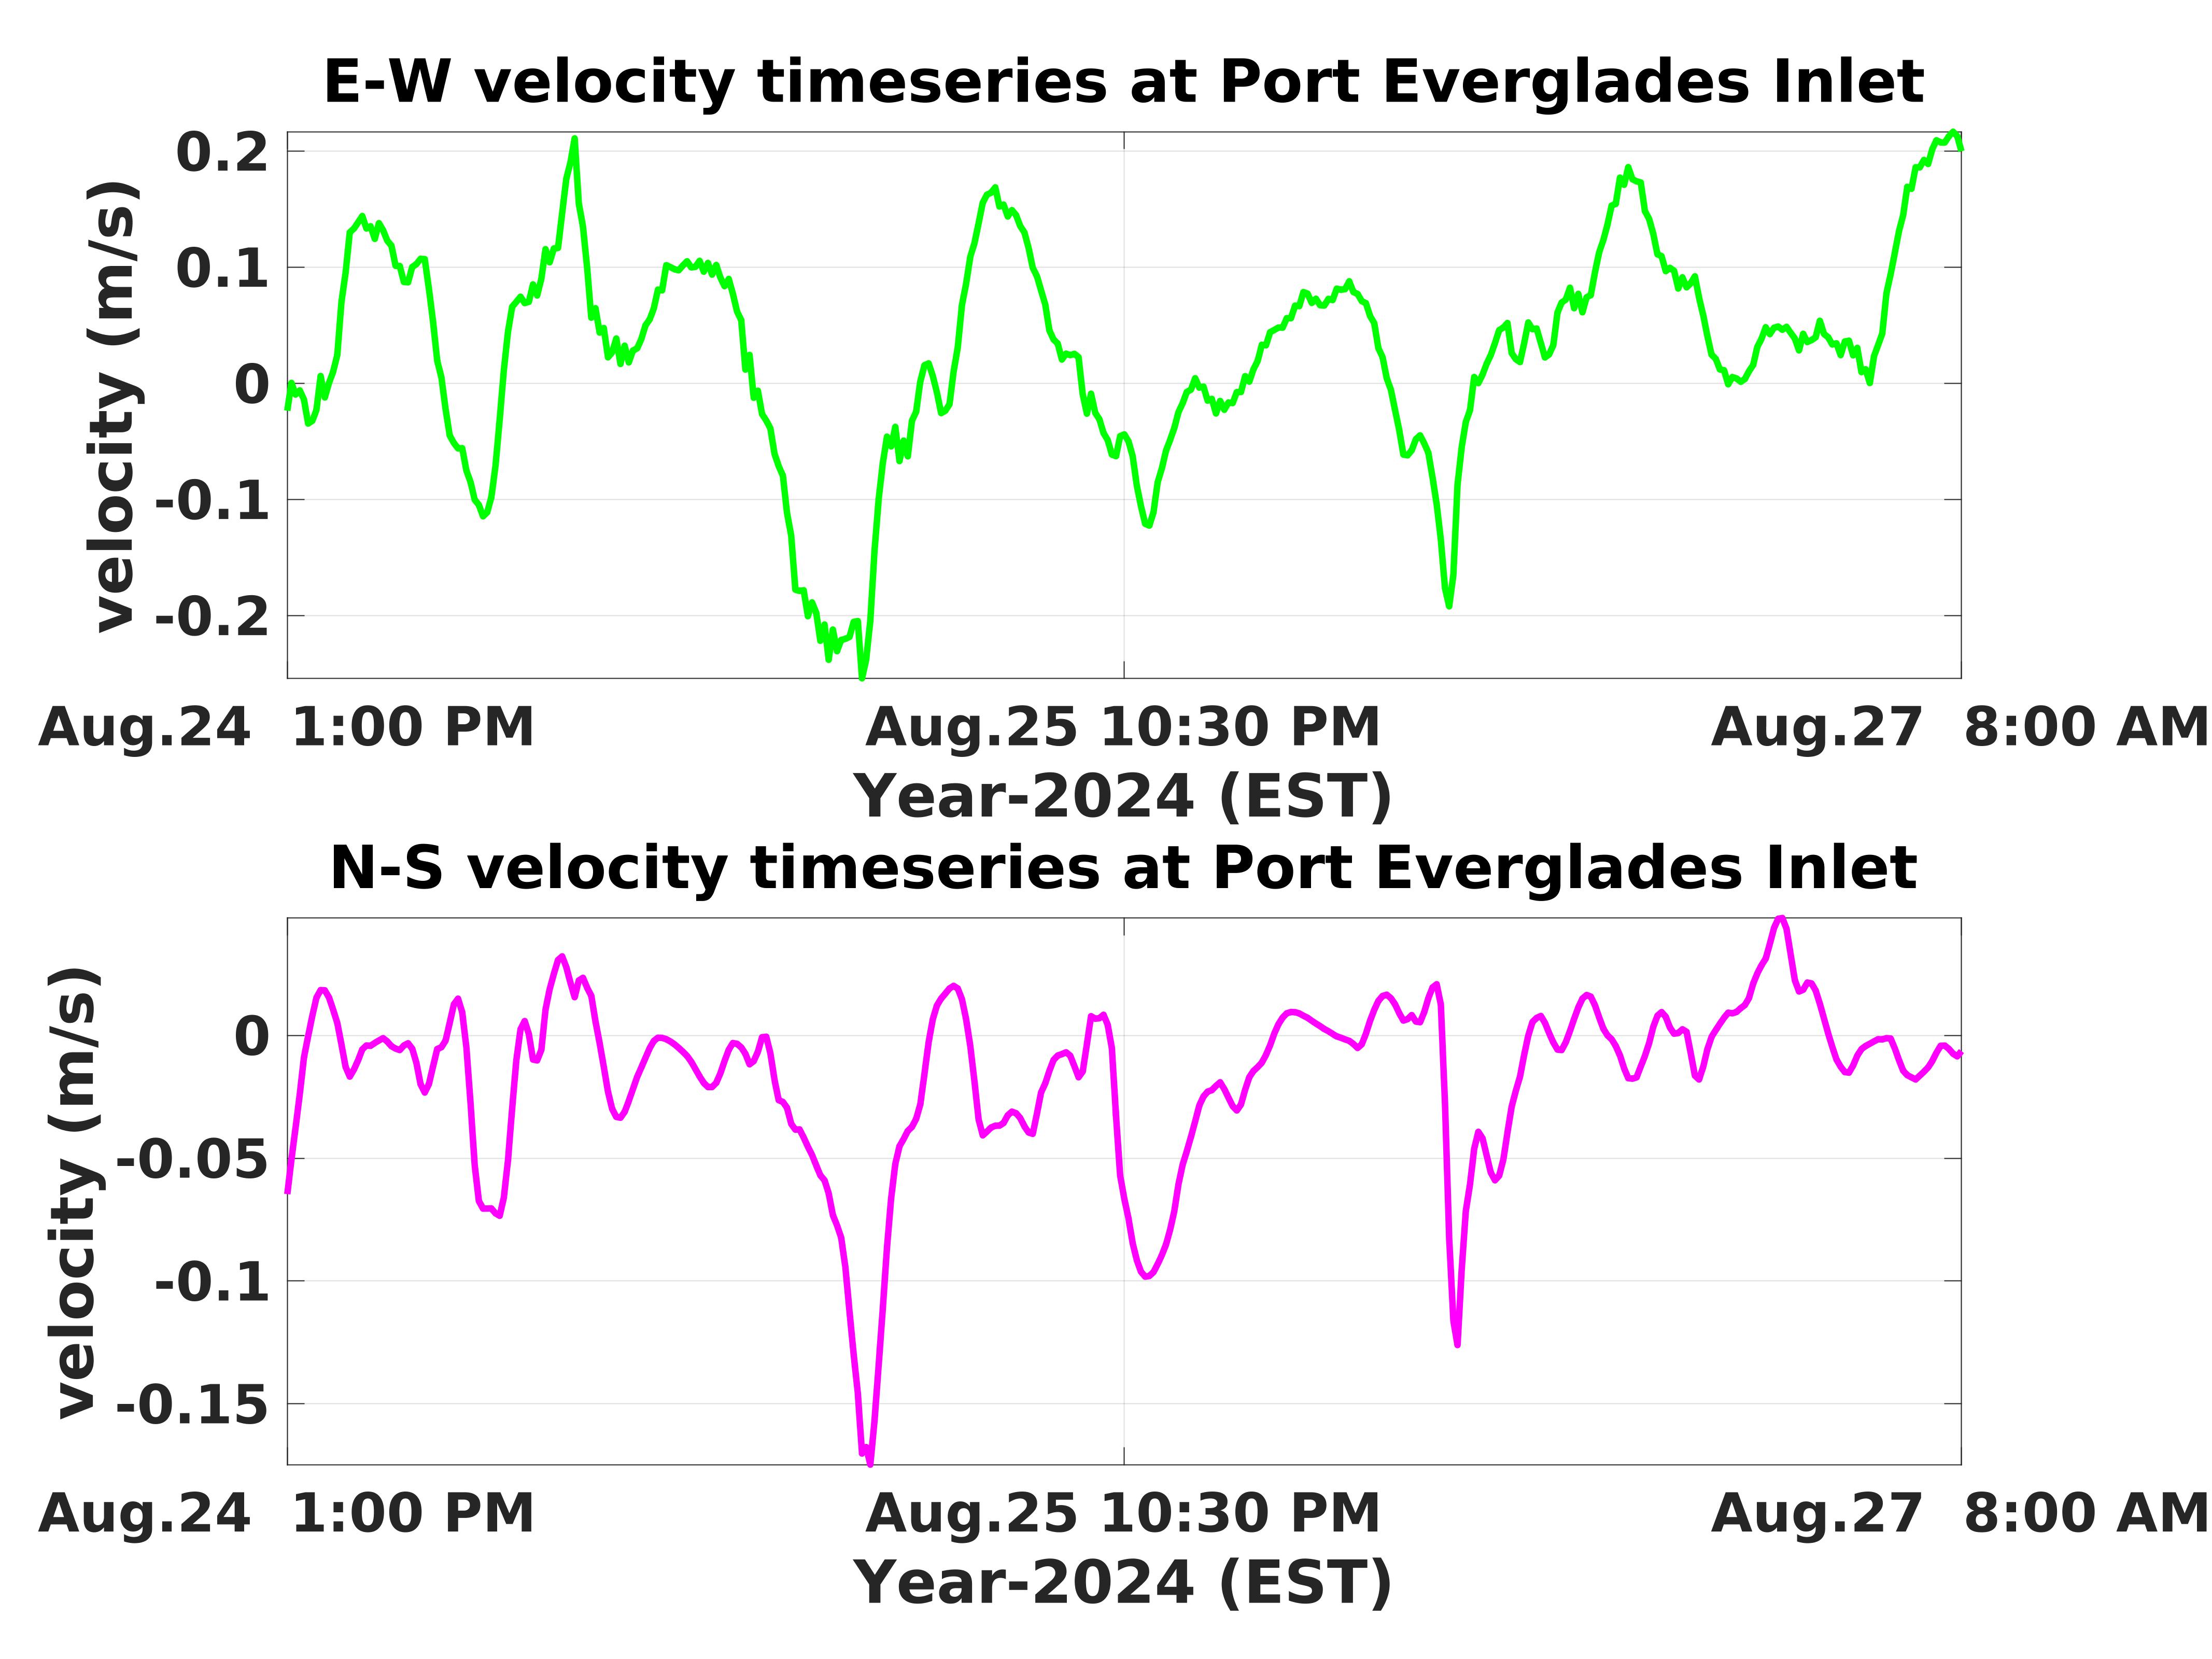 E-W velocity timeseries at Port Everglades Inlet
velocity (m/s)
0.2
0.1
0
-0.1
-0.2
Aug.24 1:00 PM Aug.25 10:30 PM Aug.27 8:00 AM
Year-2024 (EST)
N-S velocity timeseries at Port Everglades Inlet
velocity (m/s)
0
-0.05
-0.1
-0.15
Aug.24 1:00 PM Aug.25 10:30 PM Aug.27 8:00 AM
Year-2024 (EST)